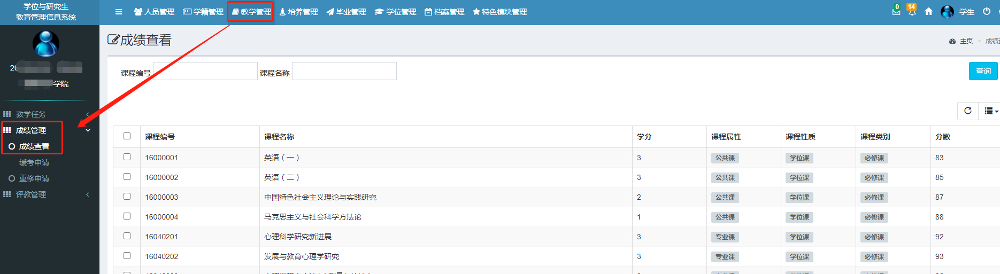 学位与研究生
教育管理信息系统
人员管理 学籍管理 教学管理 培养管理 毕业管理 学位管理 档案管理 特色模块管理
0 14 学生
20
学院
教学任务
成绩管理
成绩查看
缓考申请
重修申请
评教管理
成绩查看
主页 > 成绩
课程编号 课程名称 查询
课程编号 课程名称 学分 课程属性 课程性质 课程类别 分数
16000001 英语（一） 3 公共课 学位课 必修课 83
16000002 英语（二） 3 公共课 学位课 必修课 85
16000003 中国特色社会主义理论与实践研究 2 公共课 学位课 必修课 87
16000004 马克思主义与社会科学方法论 1 公共课 学位课 必修课 88
16040201 心理科学研究新进展 3 专业课 学位课 必修课 92
16040202 发展与教育心理学研究 3 专业课 学位课 必修课 93